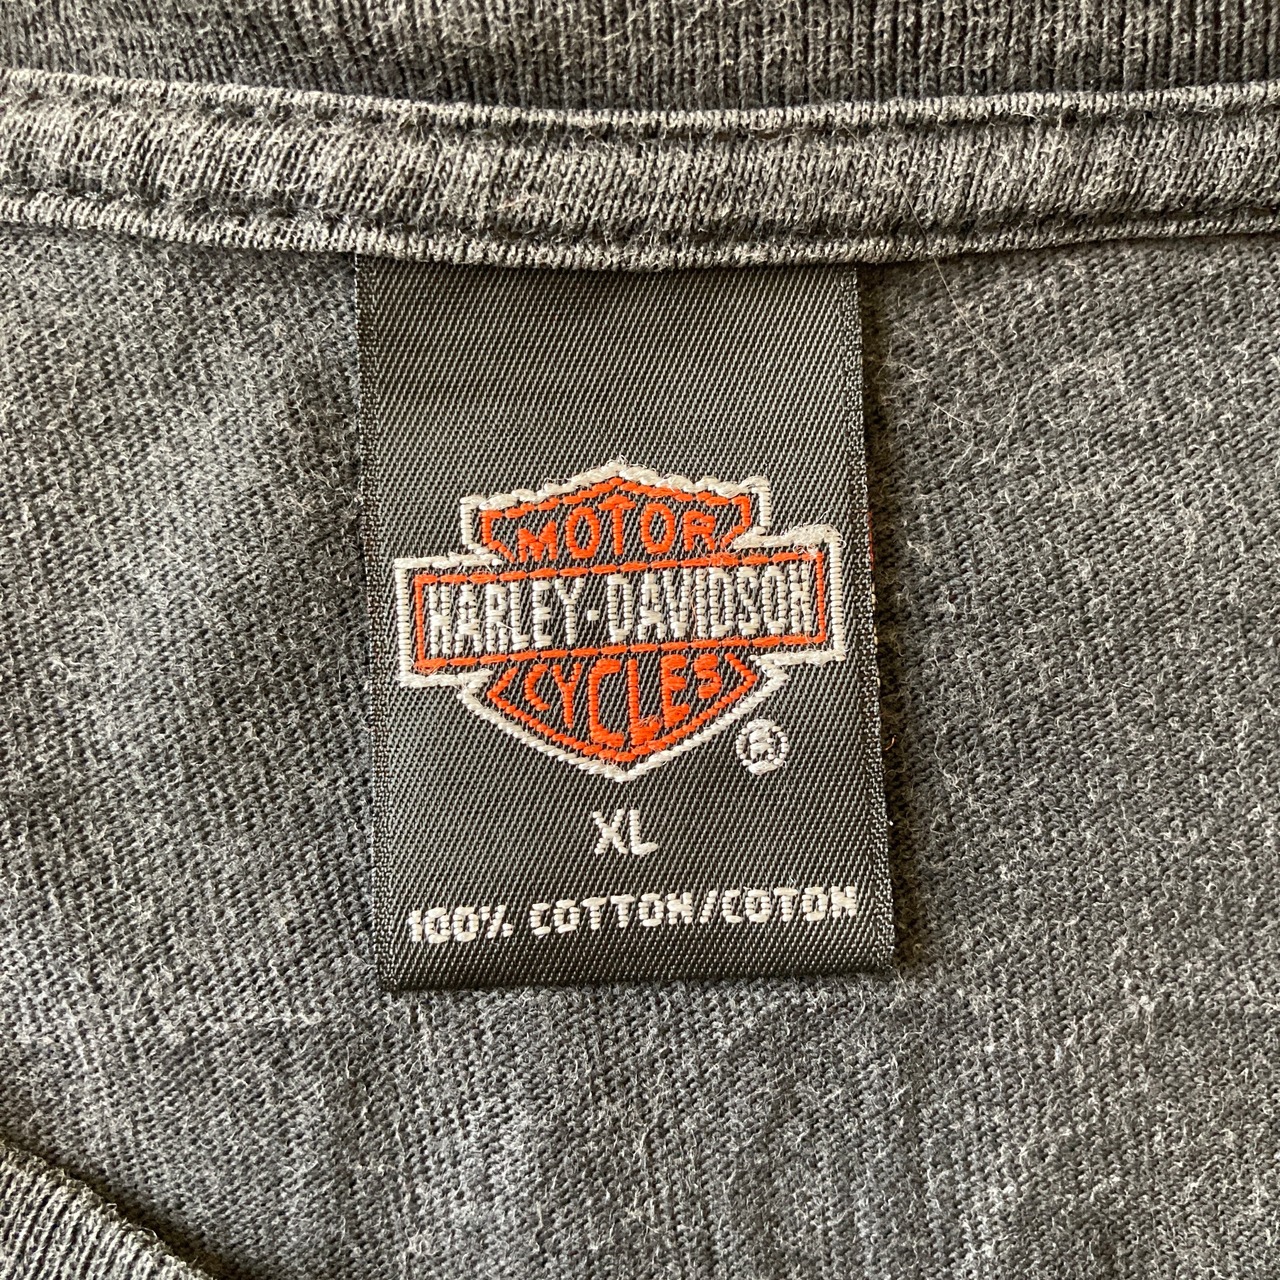 MOTOR
HARLEY-DAVIDSON
CYCLES
®
XL
100% COTTON/COTON